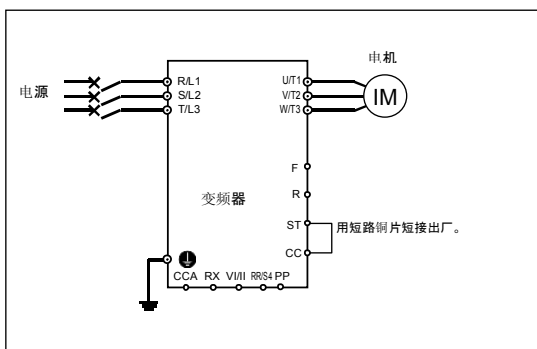 电机
电源
R/L1
S/L2
T/L3
U/T1
V/T2
W/T3
IM
F
R
变频器
ST
用短路铜片短接出厂。
CC
CCA RX VI/II RR/S4 PP